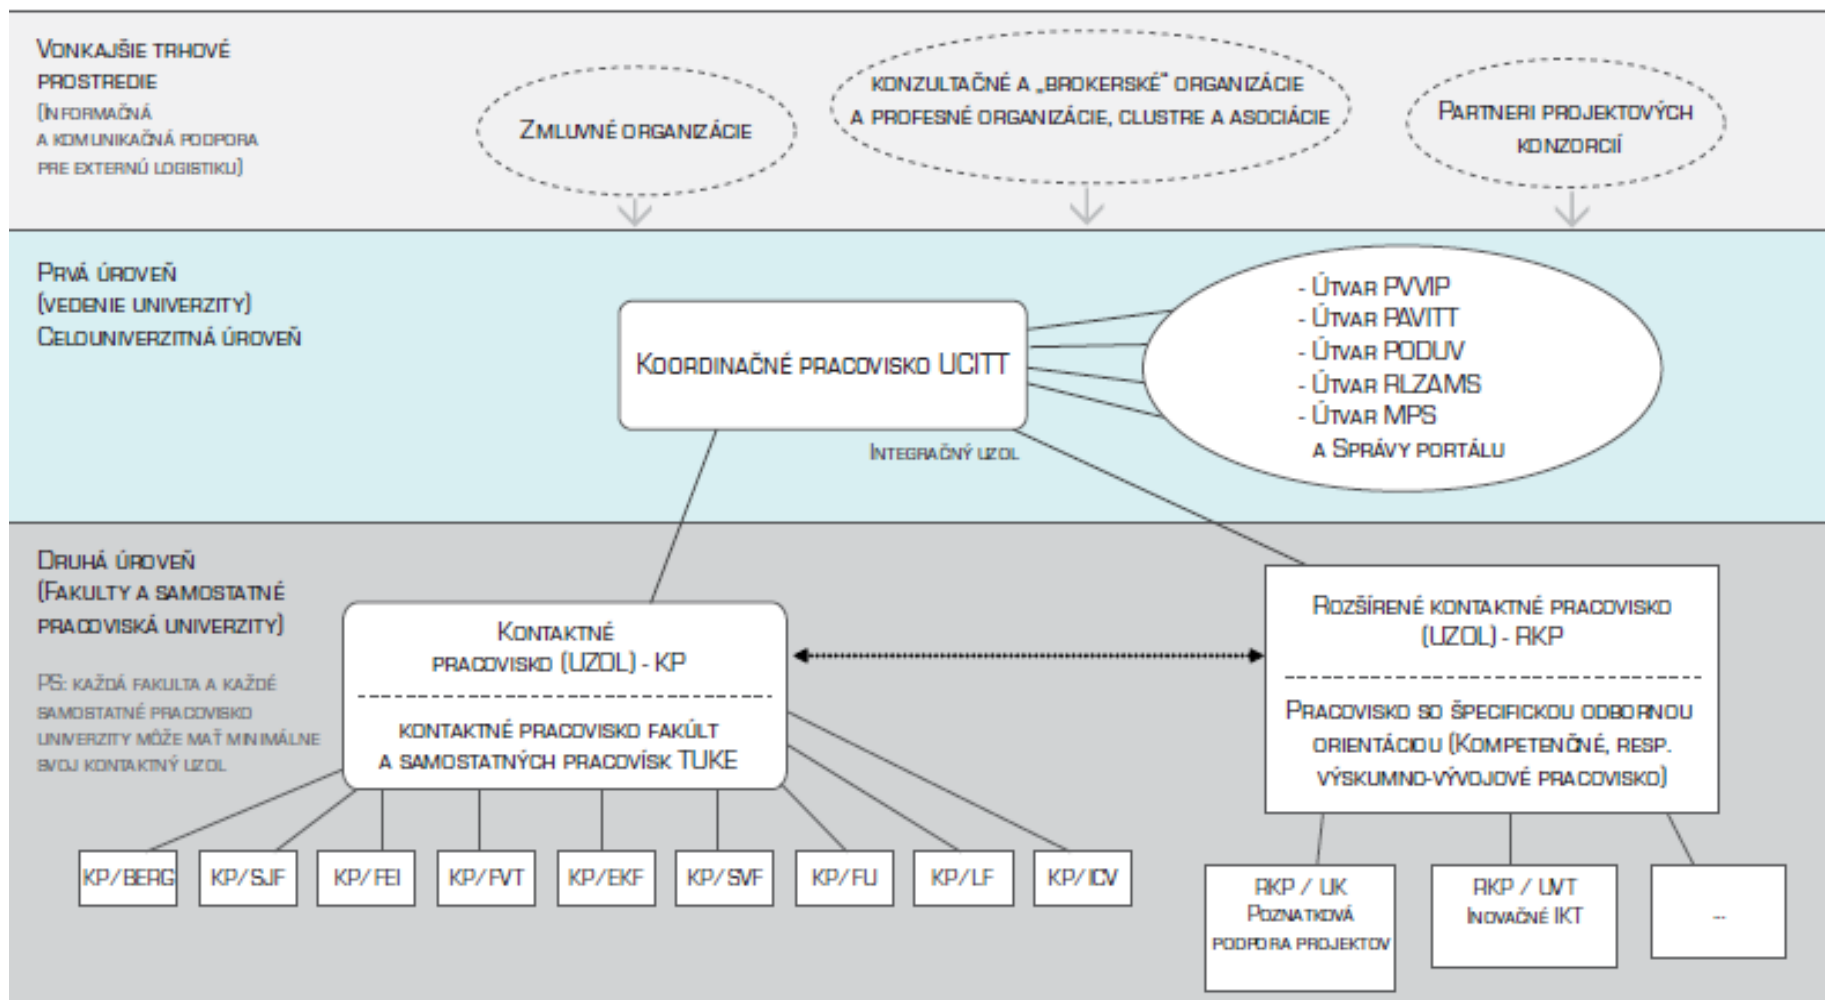 Vonkajšie trhové
prostredie
(Informačná
a komunikačná podpora
pre externú logistiku)
Zmluvné organizácie
konzultačné a „brokerské“ organizácie
a profesné organizácie, clustre a asociácie
Partneri projektových
konzorcií
Prvá úroveň
(vedenie univerzity)
Celouniverzitná úroveň
Koordinačné pracovisko UCITT
Integračný uzol
- Útvar PVVIP
- Útvar PAVITT
- Útvar PODUV
- Útvar RLZAMS
- Útvar MPS
a Správy portálu
Druhá úroveň
(Fakulty a samostatné
pracoviská univerzity)
PS: každá fakulta a každé
samostatné pracovisko
univerzity môže mať minimálne
svoj kontaktný uzol
Kontaktné
pracovisko (UZOL) - KP
kontaktné pracovisko fakúlt
a samostatných pracovísk TUKE
Rozšírené kontaktné pracovisko
(UZOL) - RKP
Pracovisko so špecifickou odbornou
orientáciou (Kompetenčné, resp.
výskumno-vývojové pracovisko)
KP/BERG
KP/SJF
KP/FEI
KP/FVT
KP/EKF
KP/SVF
KP/FU
KP/LF
KP/ICV
RKP / UK
Poznatková
podpora projektov
RKP / UVT
Inovačné IKT
...